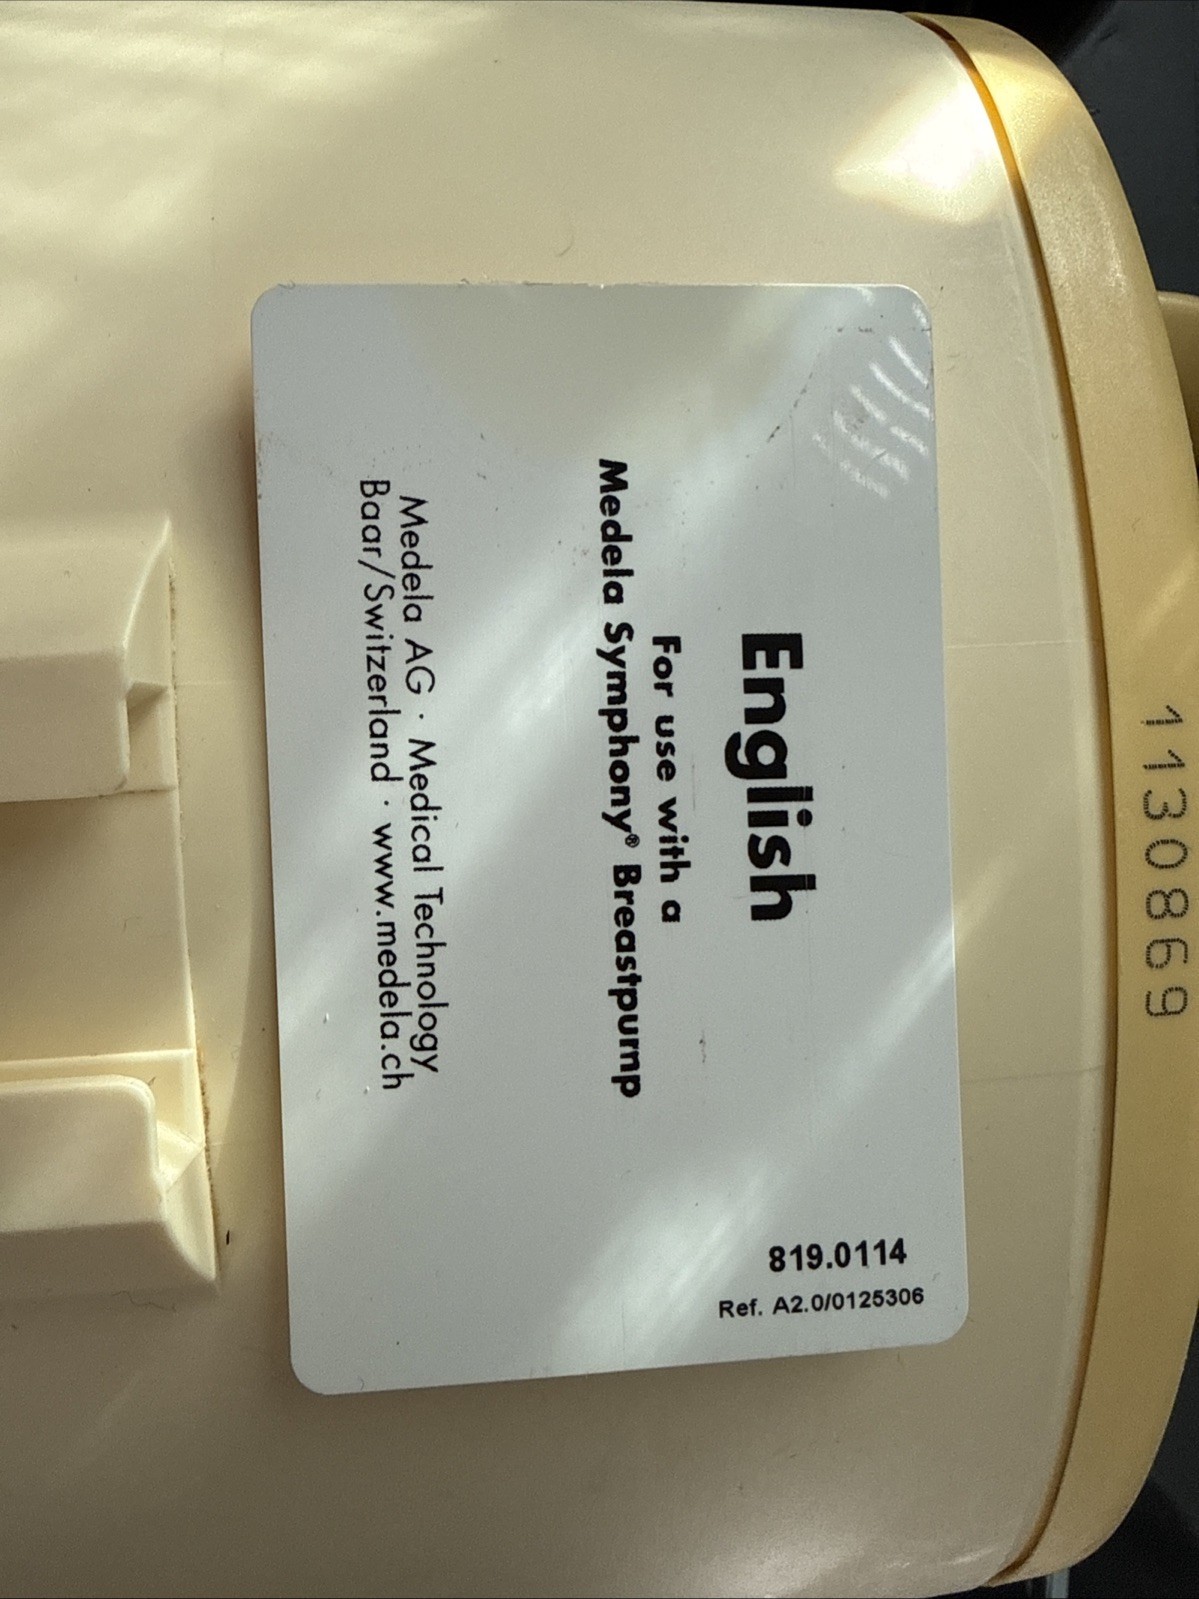 English
For use with a
Medela Symphony® Breastpump
Medela AG · Medical Technology
Baar/Switzerland · www.medela.ch
819.0114
Ref. A2.0/0125306
1130869